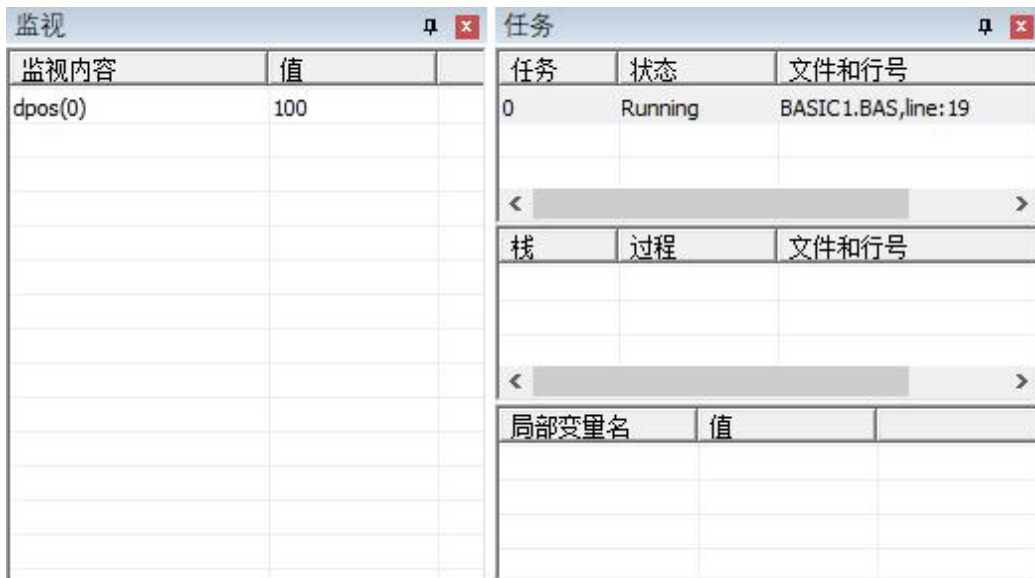 监视
监视内容 值
dpos(0) 100
任务
任务 状态 文件和行号
0 Running BASIC1.BAS,line:19
栈 过程 文件和行号
局部变量名 值